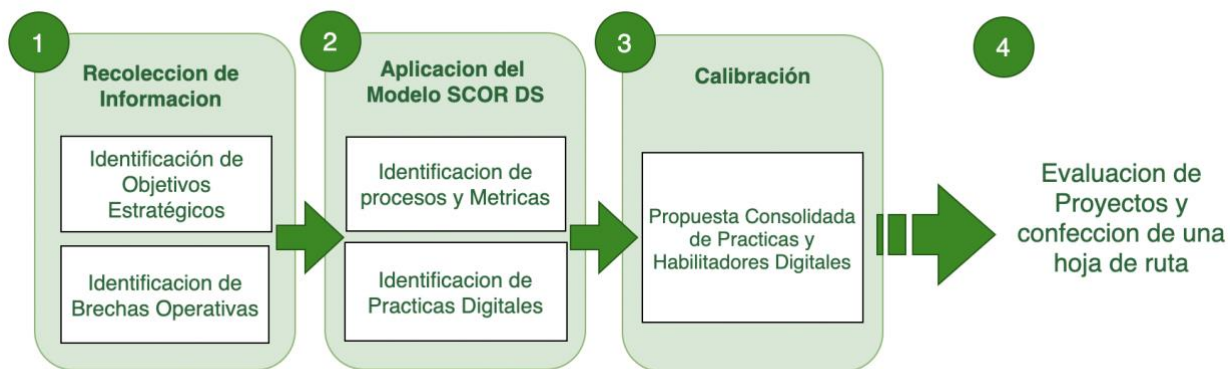 1
Recoleccion de
Informacion
Identificación de
Objetivos
Estratégicos
Identificacion de
Brechas Operativas
2
Aplicacion del
Modelo SCOR DS
Identificacion de
procesos y Metricas
Identificacion de
Practicas Digitales
3
Calibración
Propuesta Consolidada
de Practicas y
Habilitadores Digitales
4
Evaluacion de
Proyectos y
confeccion de una
hoja de ruta